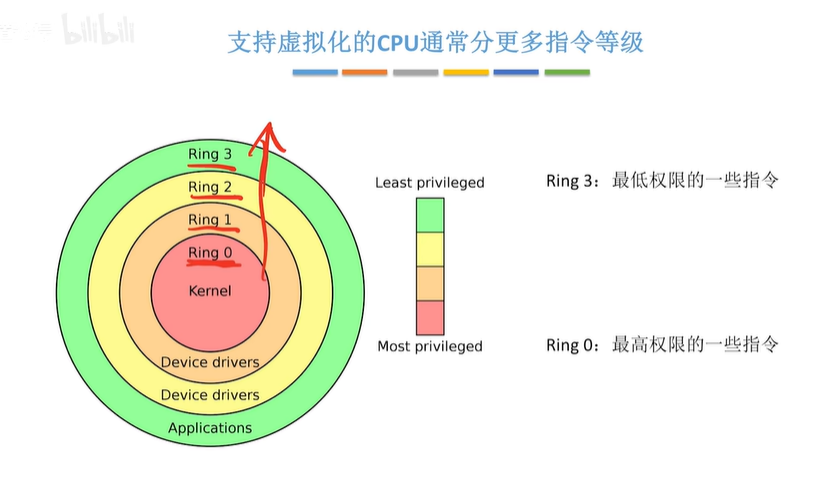 bilibili
支持虚拟化的CPU通常分更多指令等级
Ring 3
Ring 2
Ring 1
Ring 0
Kernel
Device drivers
Device drivers
Applications
Least privileged
Most privileged
Ring 3：最低权限的一些指令
Ring 0：最高权限的一些指令